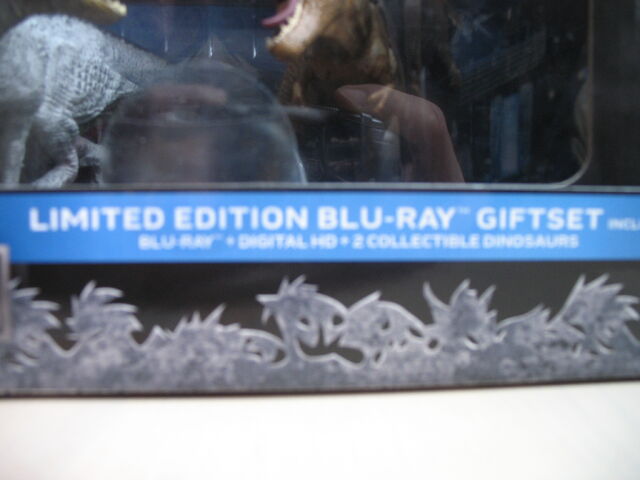 LIMITED EDITION BLU-RAY™ GIFTSET
BLU-RAY™ + DIGITAL HD + 2 COLLECTIBLE DINOSAURS